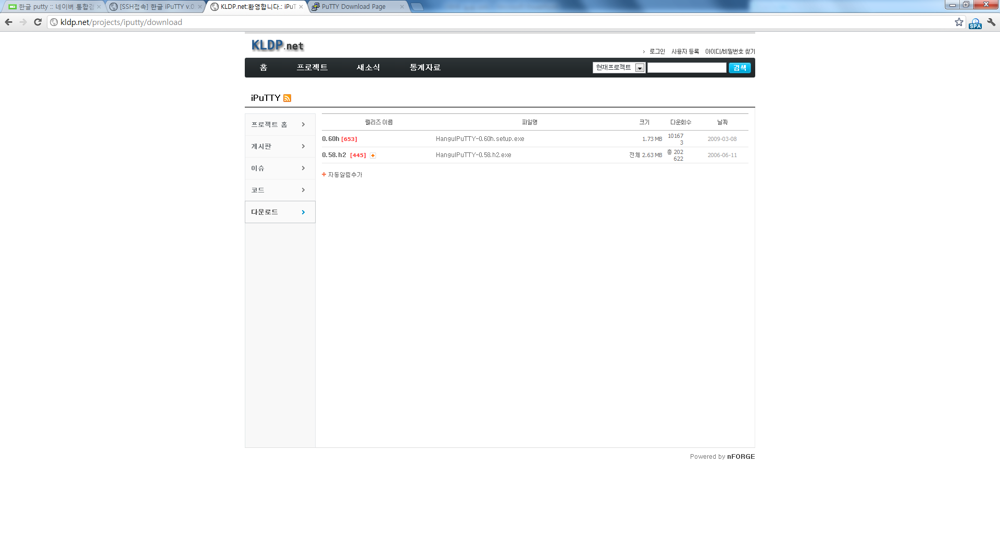 한글 putty :: 네이버 통합검
[SSH접속] 한글 iPuTTY v.0.
KLDP.net:환영합니다.: iPuT
PuTTY Download Page
kldp.net/projects/iputty/download
SPA
KLDP.net
로그인 사용자 등록 아이디/비밀번호 찾기
홈 프로젝트 새소식 통계자료 현재프로젝트 검색
iPuTTY
프로젝트 홈
게시판
이슈
코드
다운로드
릴리즈 이름 파일명 크기 다운회수 날짜
0.60h [653] HangulPuTTY-0.60h.setup.exe 1.73 MB 101673 2009-03-08
0.58.h2 [445] HangulPuTTY-0.58.h2.exe 전체 2.63 MB 총 202622 2006-06-11
자동알림추가
Powered by nFORGE